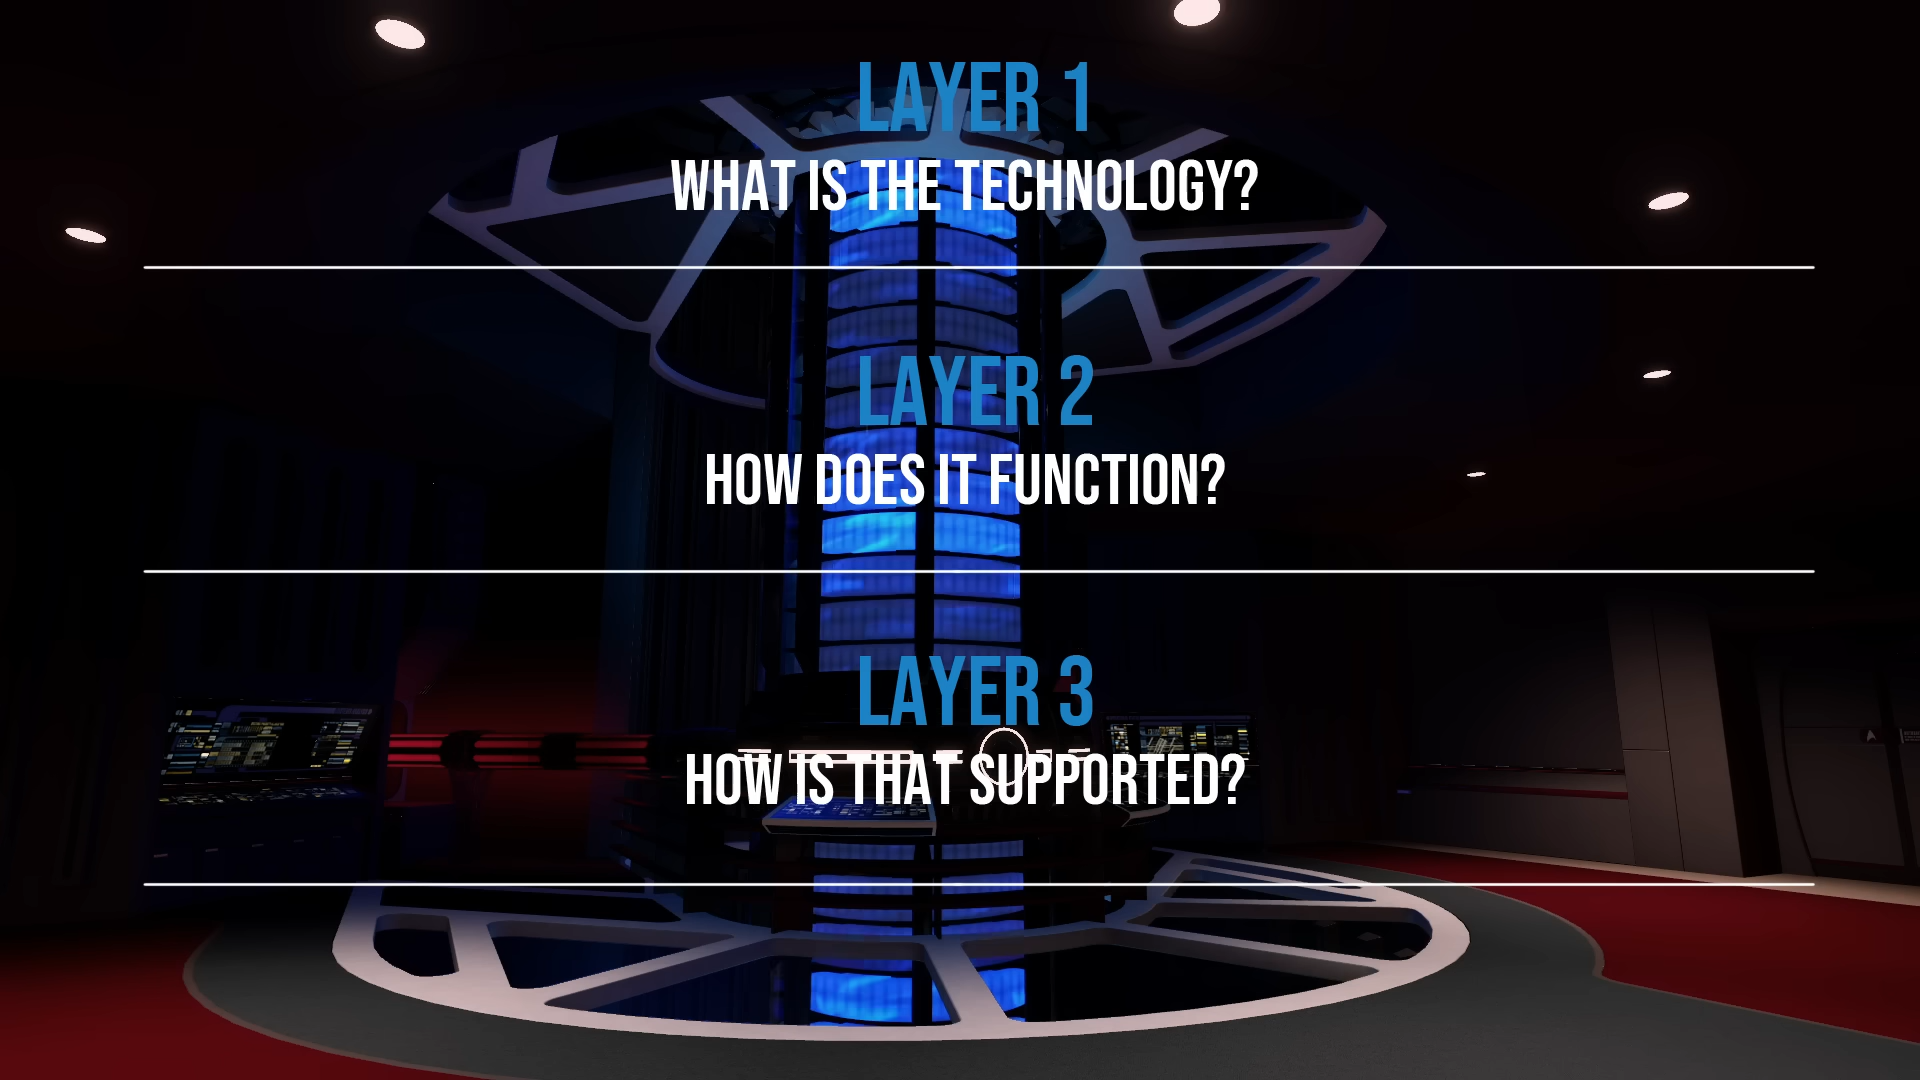 LAYER 1
WHAT IS THE TECHNOLOGY?
LAYER 2
HOW DOES IT FUNCTION?
LAYER 3
HOW IS THAT SUPPORTED?